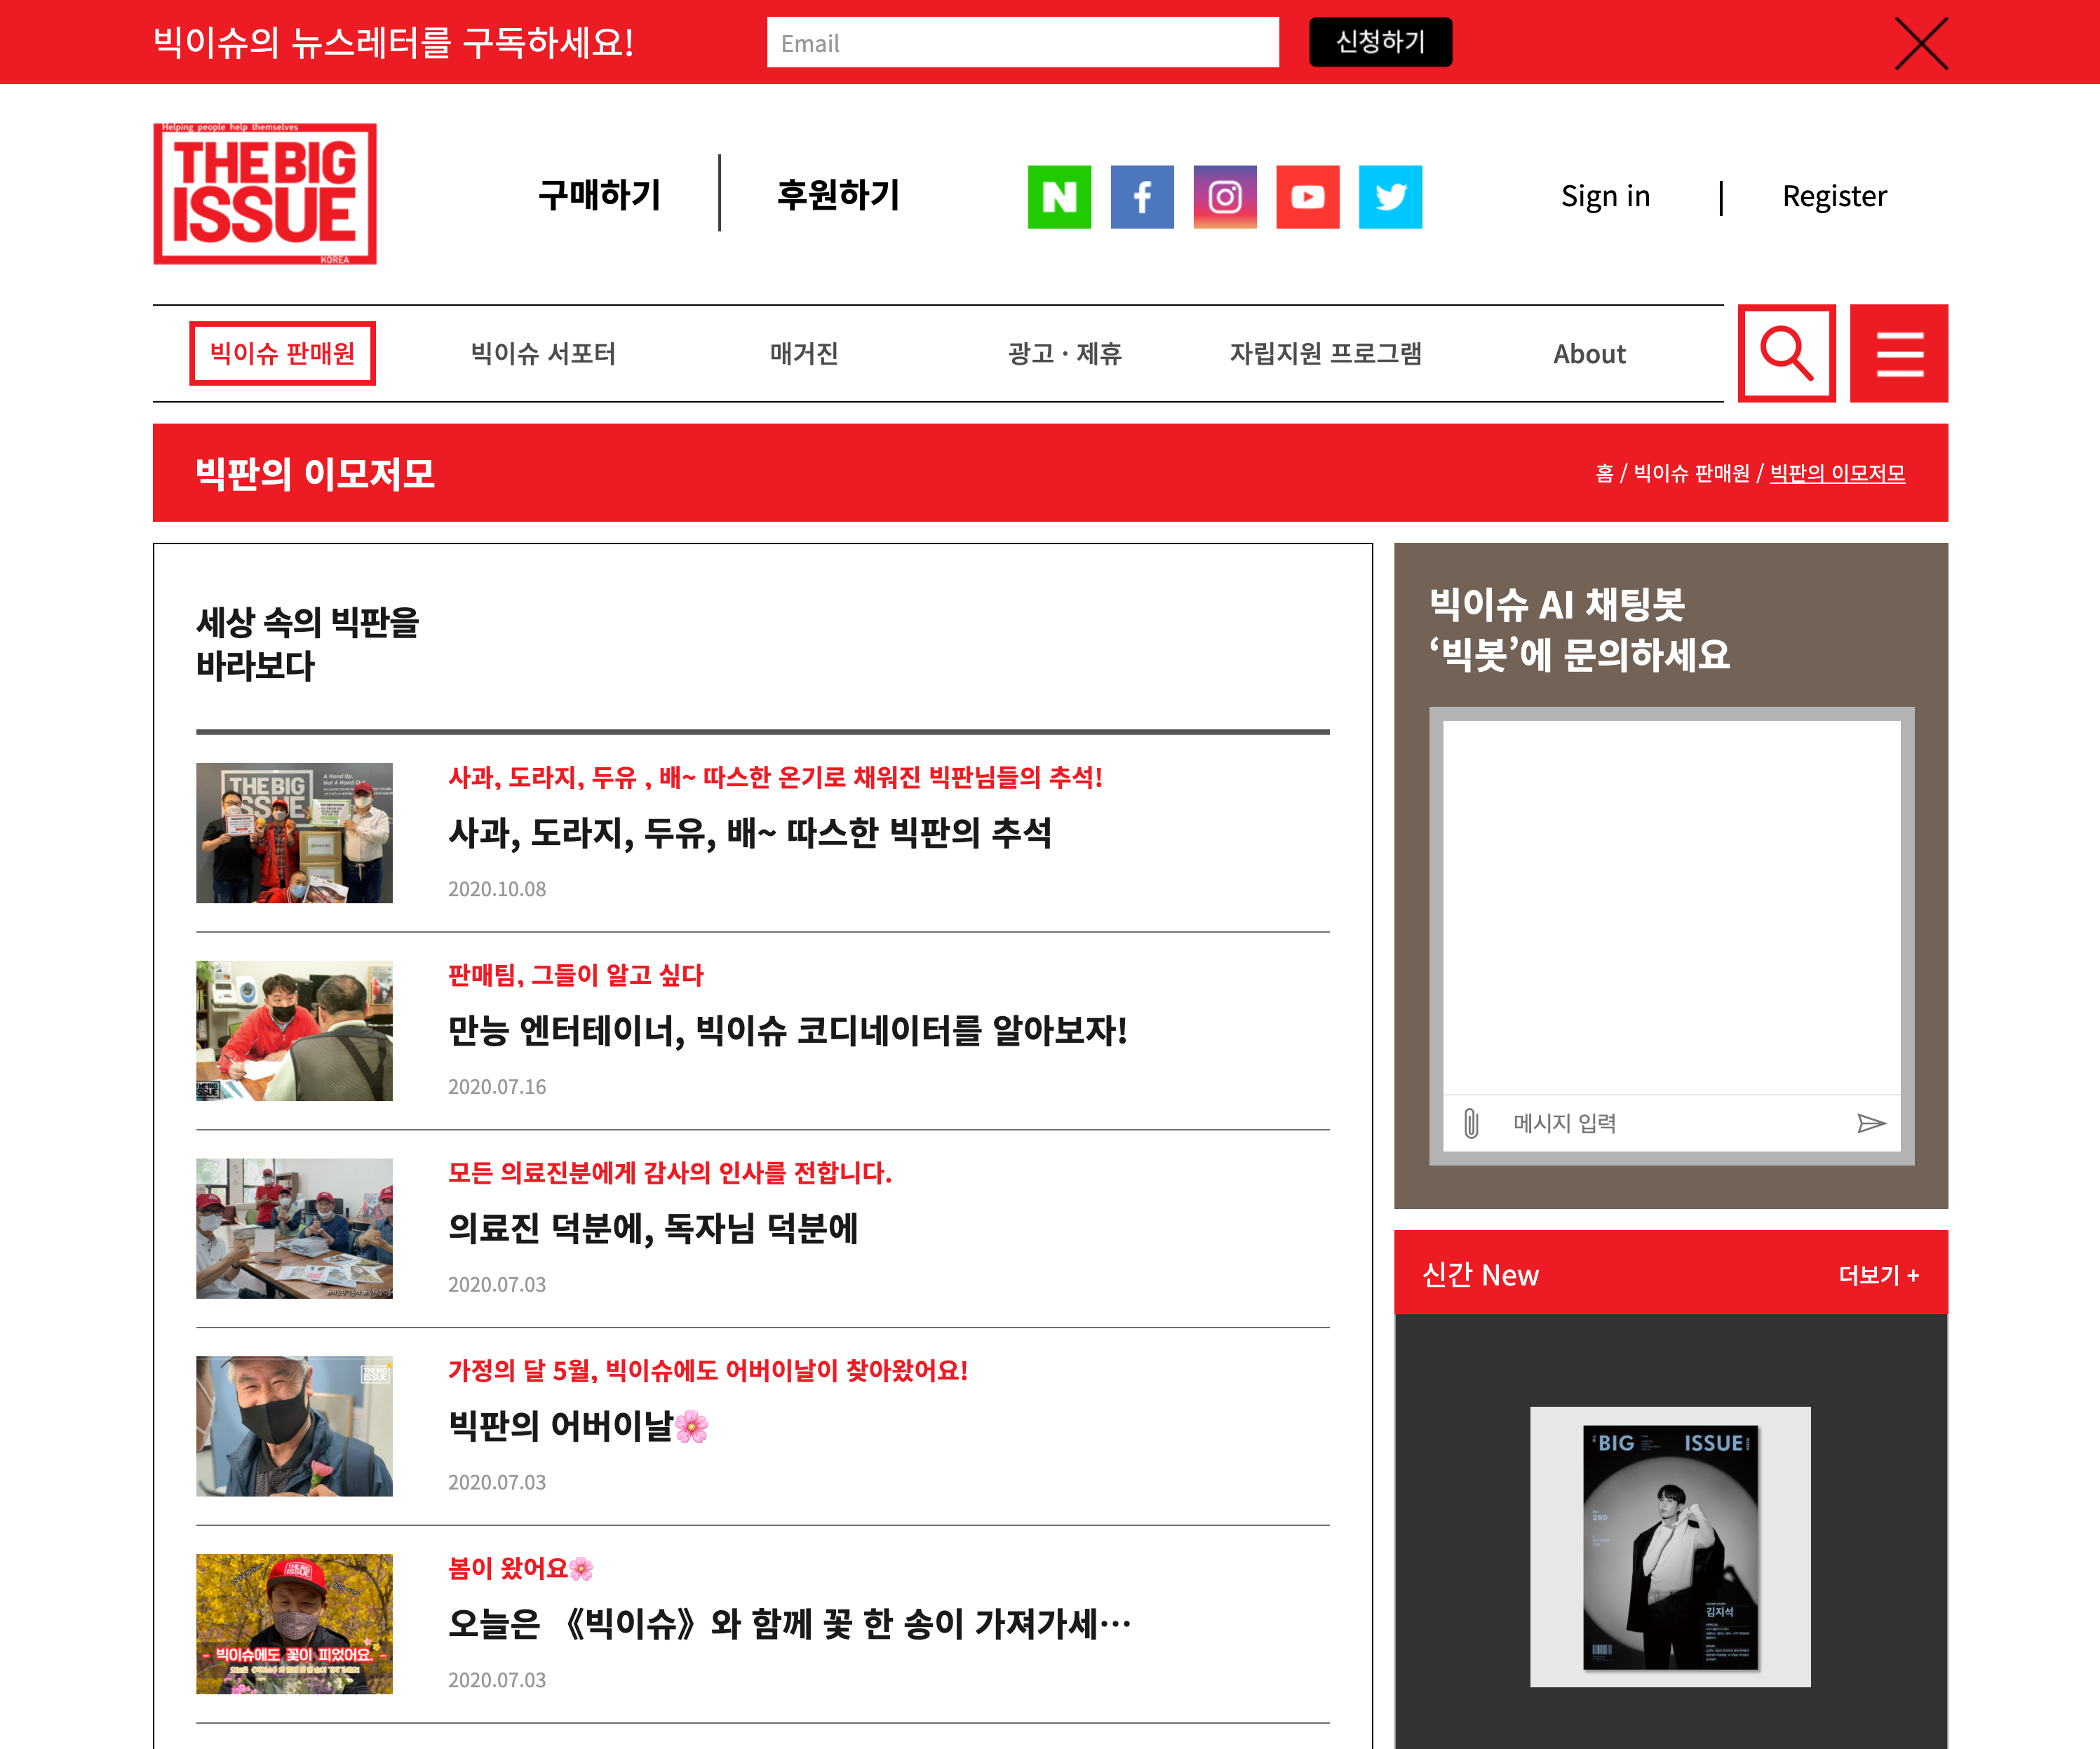 빅이슈의 뉴스레터를 구독하세요!
Email
신청하기
Helping people help themselves
THE BIG
ISSUE
KOREA
구매하기
후원하기
Sign in
Register
빅이슈 판매원
빅이슈 서포터
매거진
광고 · 제휴
자립지원 프로그램
About
빅판의 이모저모
홈 / 빅이슈 판매원 / 빅판의 이모저모
세상 속의 빅판을
바라보다
THE BIG
ISSUE
A Hand Up,
사과, 도라지, 두유 , 배~ 따스한 온기로 채워진 빅판님들의 추석!
사과, 도라지, 두유, 배~ 따스한 빅판의 추석
2020.10.08
THE BIG
ISSUE
판매팀, 그들이 알고 싶다
만능 엔터테이너, 빅이슈 코디네이터를 알아보자!
2020.07.16
모든 의료진분에게 감사의 인사를 전합니다.
의료진 덕분에, 독자님 덕분에
2020.07.03
THE BIG
ISSUE
가정의 달 5월, 빅이슈에도 어버이날이 찾아왔어요!
빅판의 어버이날🌸
2020.07.03
THE BIG
ISSUE
- 빅이슈에도 꽃이 피었어요. -
봄이 왔어요🌸
오늘은 《빅이슈》와 함께 꽃 한 송이 가져가세…
2020.07.03
빅이슈 AI 채팅봇
‘빅봇’에 문의하세요
메시지 입력
신간 New
더보기 +
BIG ISSUE
260
김지석